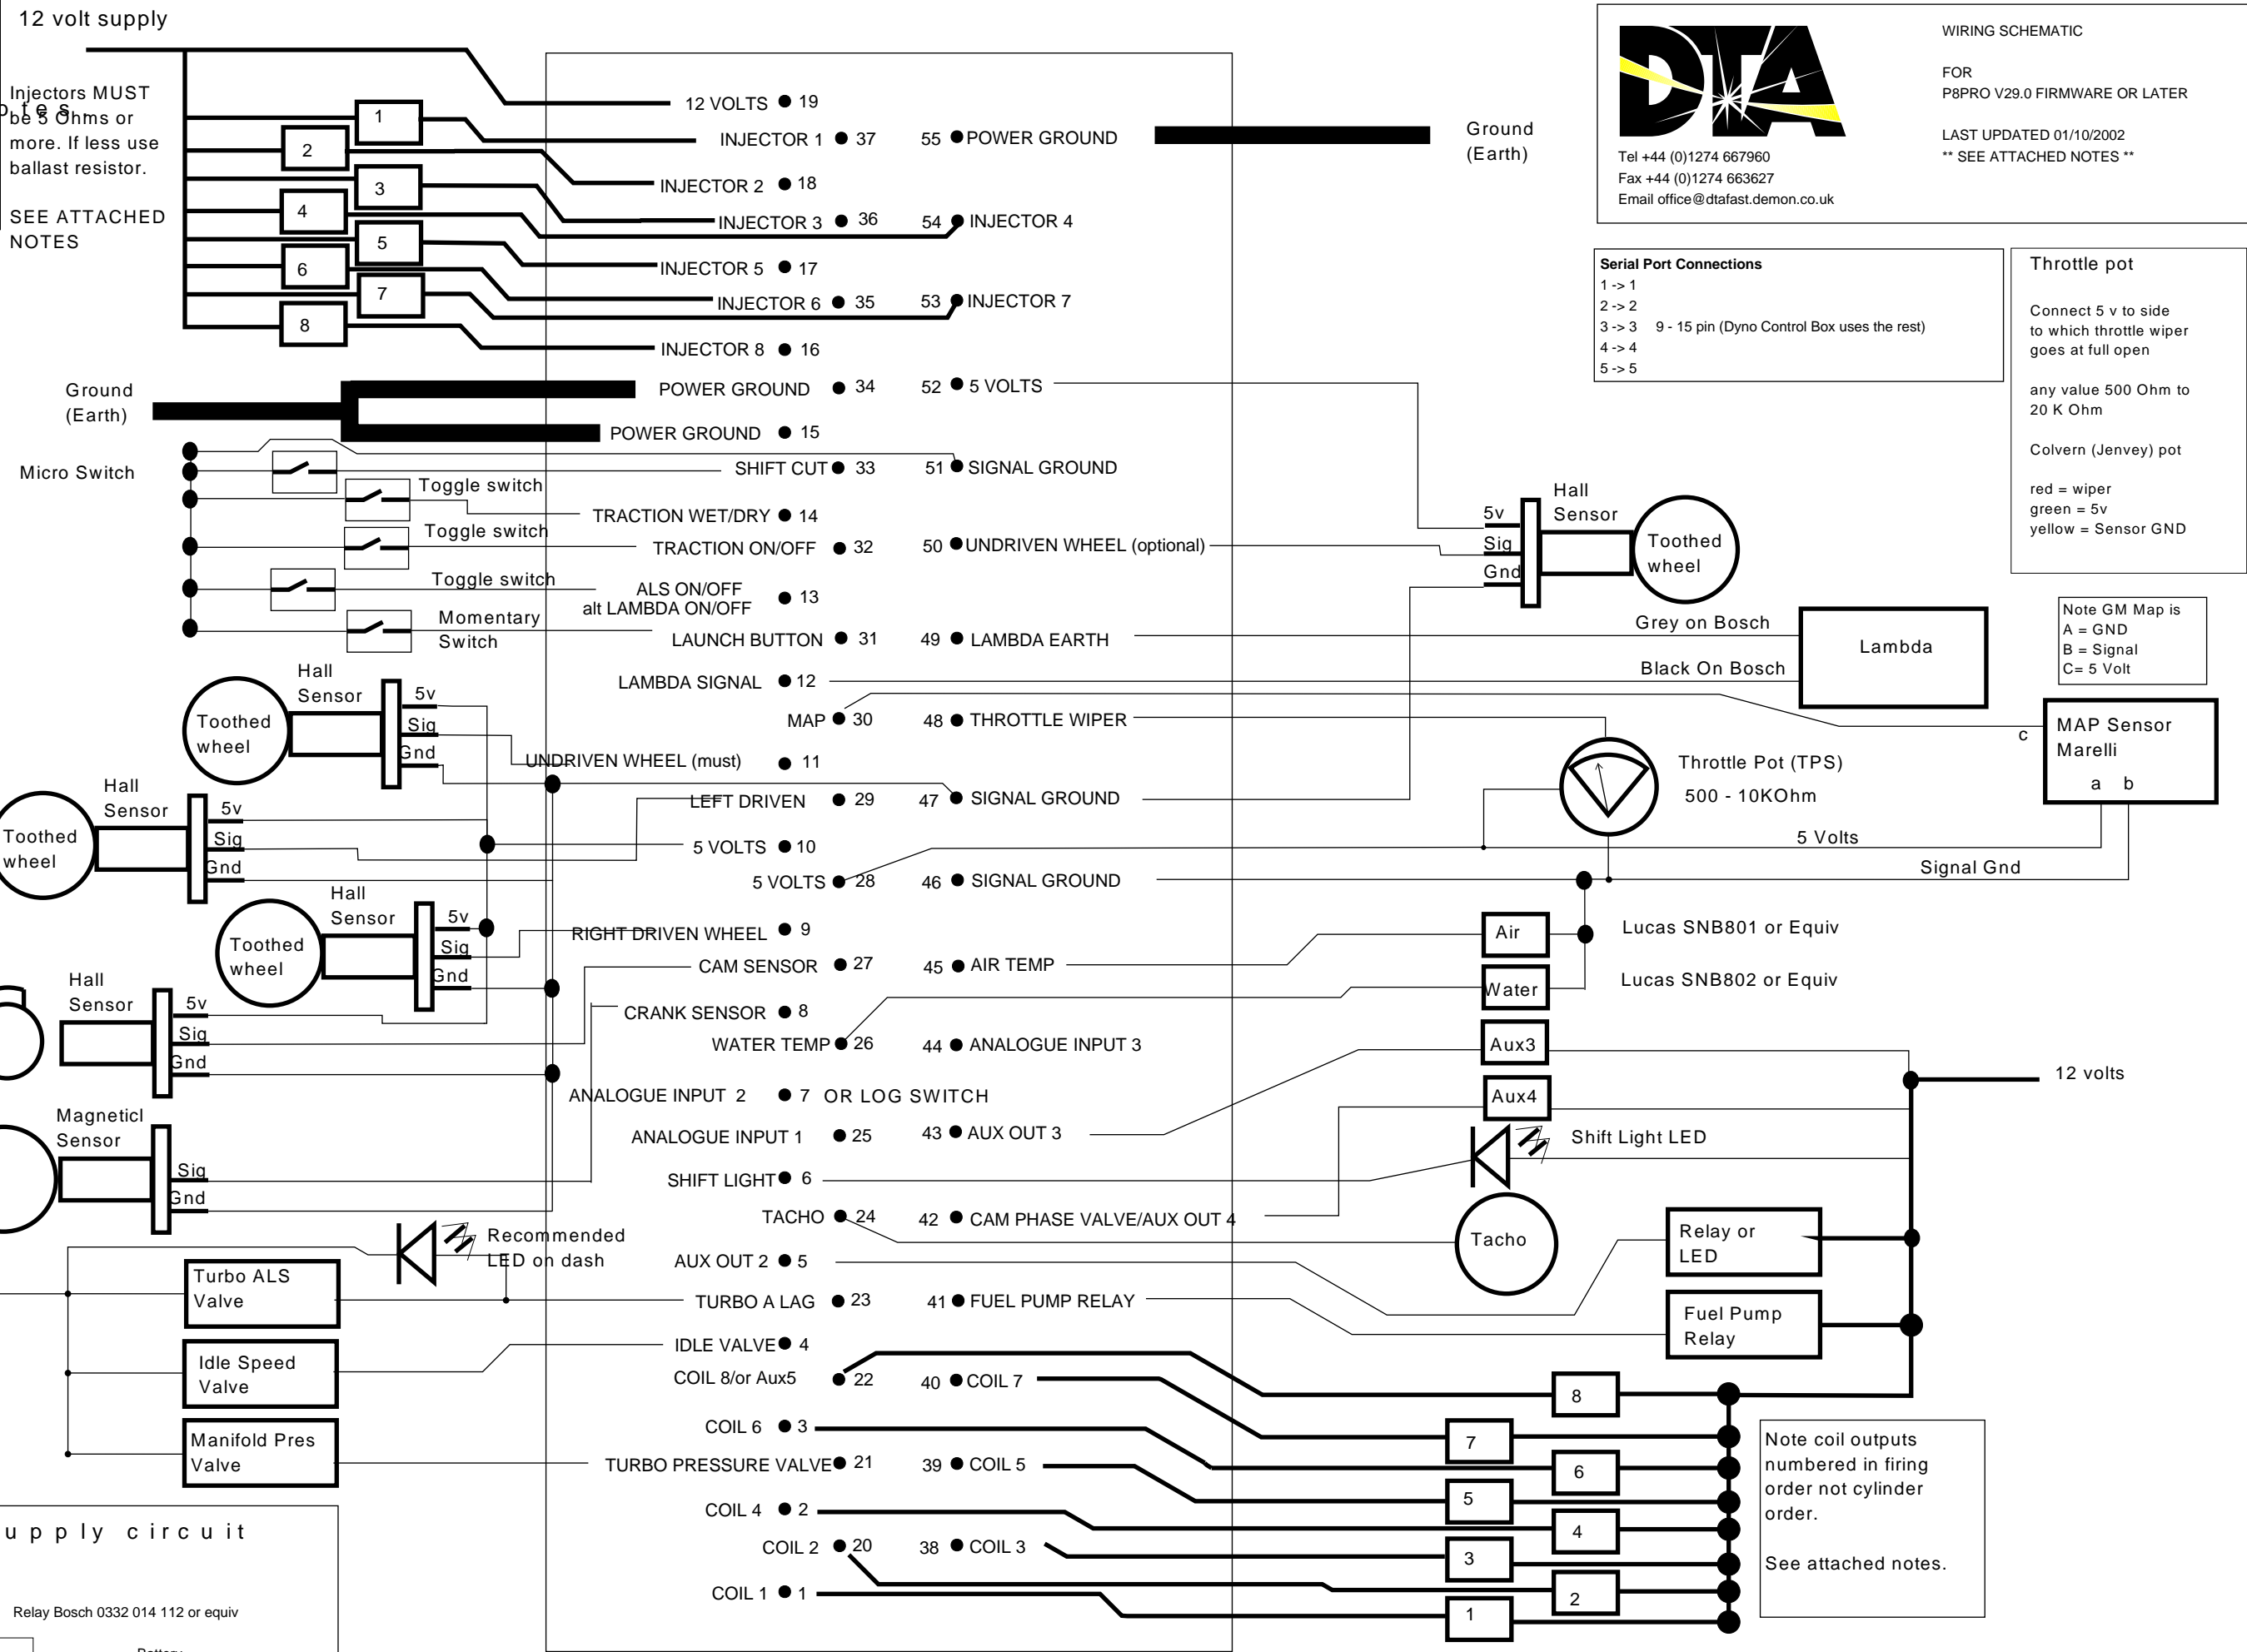 12 volt supply
Injectors MUST
be 5 Ohms or
more. If less use
ballast resistor.
SEE ATTACHED
NOTES
1
2
3
4
5
6
7
8
12 VOLTS 19
INJECTOR 1 37
INJECTOR 2 18
INJECTOR 3 36
INJECTOR 5 17
INJECTOR 6 35
INJECTOR 8 16
POWER GROUND 34
POWER GROUND 15
SHIFT CUT 33
TRACTION WET/DRY 14
TRACTION ON/OFF 32
ALS ON/OFF
alt LAMBDA ON/OFF 13
LAUNCH BUTTON 31
LAMBDA SIGNAL 12
MAP 30
UNDRIVEN WHEEL (must) 11
LEFT DRIVEN 29
5 VOLTS 10
5 VOLTS 28
RIGHT DRIVEN WHEEL 9
CAM SENSOR 27
CRANK SENSOR 8
WATER TEMP 26
ANALOGUE INPUT 2 7 OR LOG SWITCH
ANALOGUE INPUT 1 25
SHIFT LIGHT 6
TACHO 24
AUX OUT 2 5
TURBO A LAG 23
IDLE VALVE 4
COIL 8/or Aux5 22
COIL 6 3
TURBO PRESSURE VALVE 21
COIL 4 2
COIL 2 20
COIL 1 1
55 POWER GROUND
54 INJECTOR 4
53 INJECTOR 7
52 5 VOLTS
51 SIGNAL GROUND
50 UNDRIVEN WHEEL (optional)
49 LAMBDA EARTH
48 THROTTLE WIPER
47 SIGNAL GROUND
46 SIGNAL GROUND
45 AIR TEMP
44 ANALOGUE INPUT 3
43 AUX OUT 3
42 CAM PHASE VALVE/AUX OUT 4
41 FUEL PUMP RELAY
40 COIL 7
39 COIL 5
38 COIL 3
Ground
(Earth)
Micro Switch
Toggle switch
Toggle switch
Toggle switch
Momentary
Switch
Hall
Sensor
Toothed
wheel
5v
Sig
Gnd
Hall
Sensor
Toothed
wheel
5v
Sig
Gnd
Hall
Sensor
Toothed
wheel
5v
Sig
Gnd
Hall
Sensor
5v
Sig
Gnd
Magneticl
Sensor
Sig
Gnd
Recommended
LED on dash
Turbo ALS
Valve
Idle Speed
Valve
Manifold Pres
Valve
upply circuit
Relay Bosch 0332 014 112 or equiv
Ground
(Earth)
DTA
Tel +44 (0)1274 667960
Fax +44 (0)1274 663627
Email office@dtafast.demon.co.uk
WIRING SCHEMATIC
FOR
P8PRO V29.0 FIRMWARE OR LATER
LAST UPDATED 01/10/2002
** SEE ATTACHED NOTES **
Serial Port Connections
1 -> 1
2 -> 2
3 -> 3 9 - 15 pin (Dyno Control Box uses the rest)
4 -> 4
5 -> 5
Throttle pot
Connect 5 v to side
to which throttle wiper
goes at full open
any value 500 Ohm to
20 K Ohm
Colvern (Jenvey) pot
red = wiper
green = 5v
yellow = Sensor GND
Hall
Sensor
5v
Sig
Gnd
Toothed
wheel
Grey on Bosch
Black On Bosch
Lambda
Note GM Map is
A = GND
B = Signal
C= 5 Volt
MAP Sensor
Marelli
c
a b
Throttle Pot (TPS)
500 - 10KOhm
5 Volts
Signal Gnd
Air
Lucas SNB801 or Equiv
Water
Lucas SNB802 or Equiv
Aux3
Aux4
12 volts
Shift Light LED
Tacho
Relay or
LED
Fuel Pump
Relay
8
7
6
5
4
3
2
1
Note coil outputs
numbered in firing
order not cylinder
order.
See attached notes.